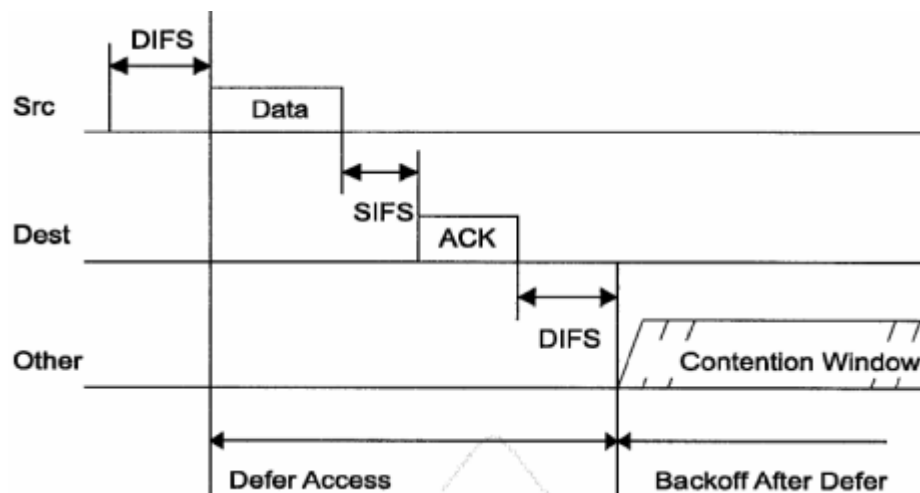 DIFS
Src
Data
SIFS
Dest
ACK
DIFS
Other
Contention Window
Defer Access
Backoff After Defer